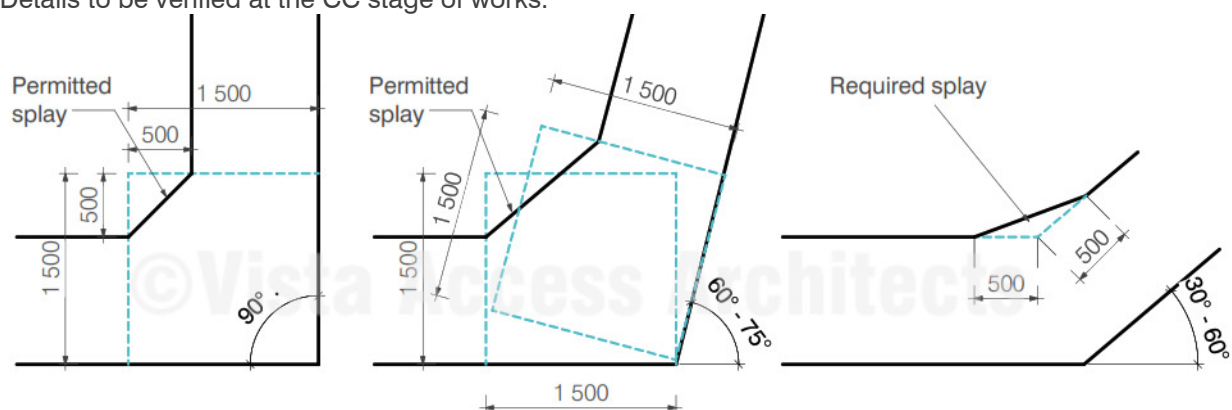 Details to be verified at the CC stage of works.
Permitted
splay
1 500
500
500
1 500
90°
Permitted
splay
1 500
1 500
1 500
60° - 75°
1 500
Required splay
500
500
30° - 60°
©Vista Access Architects